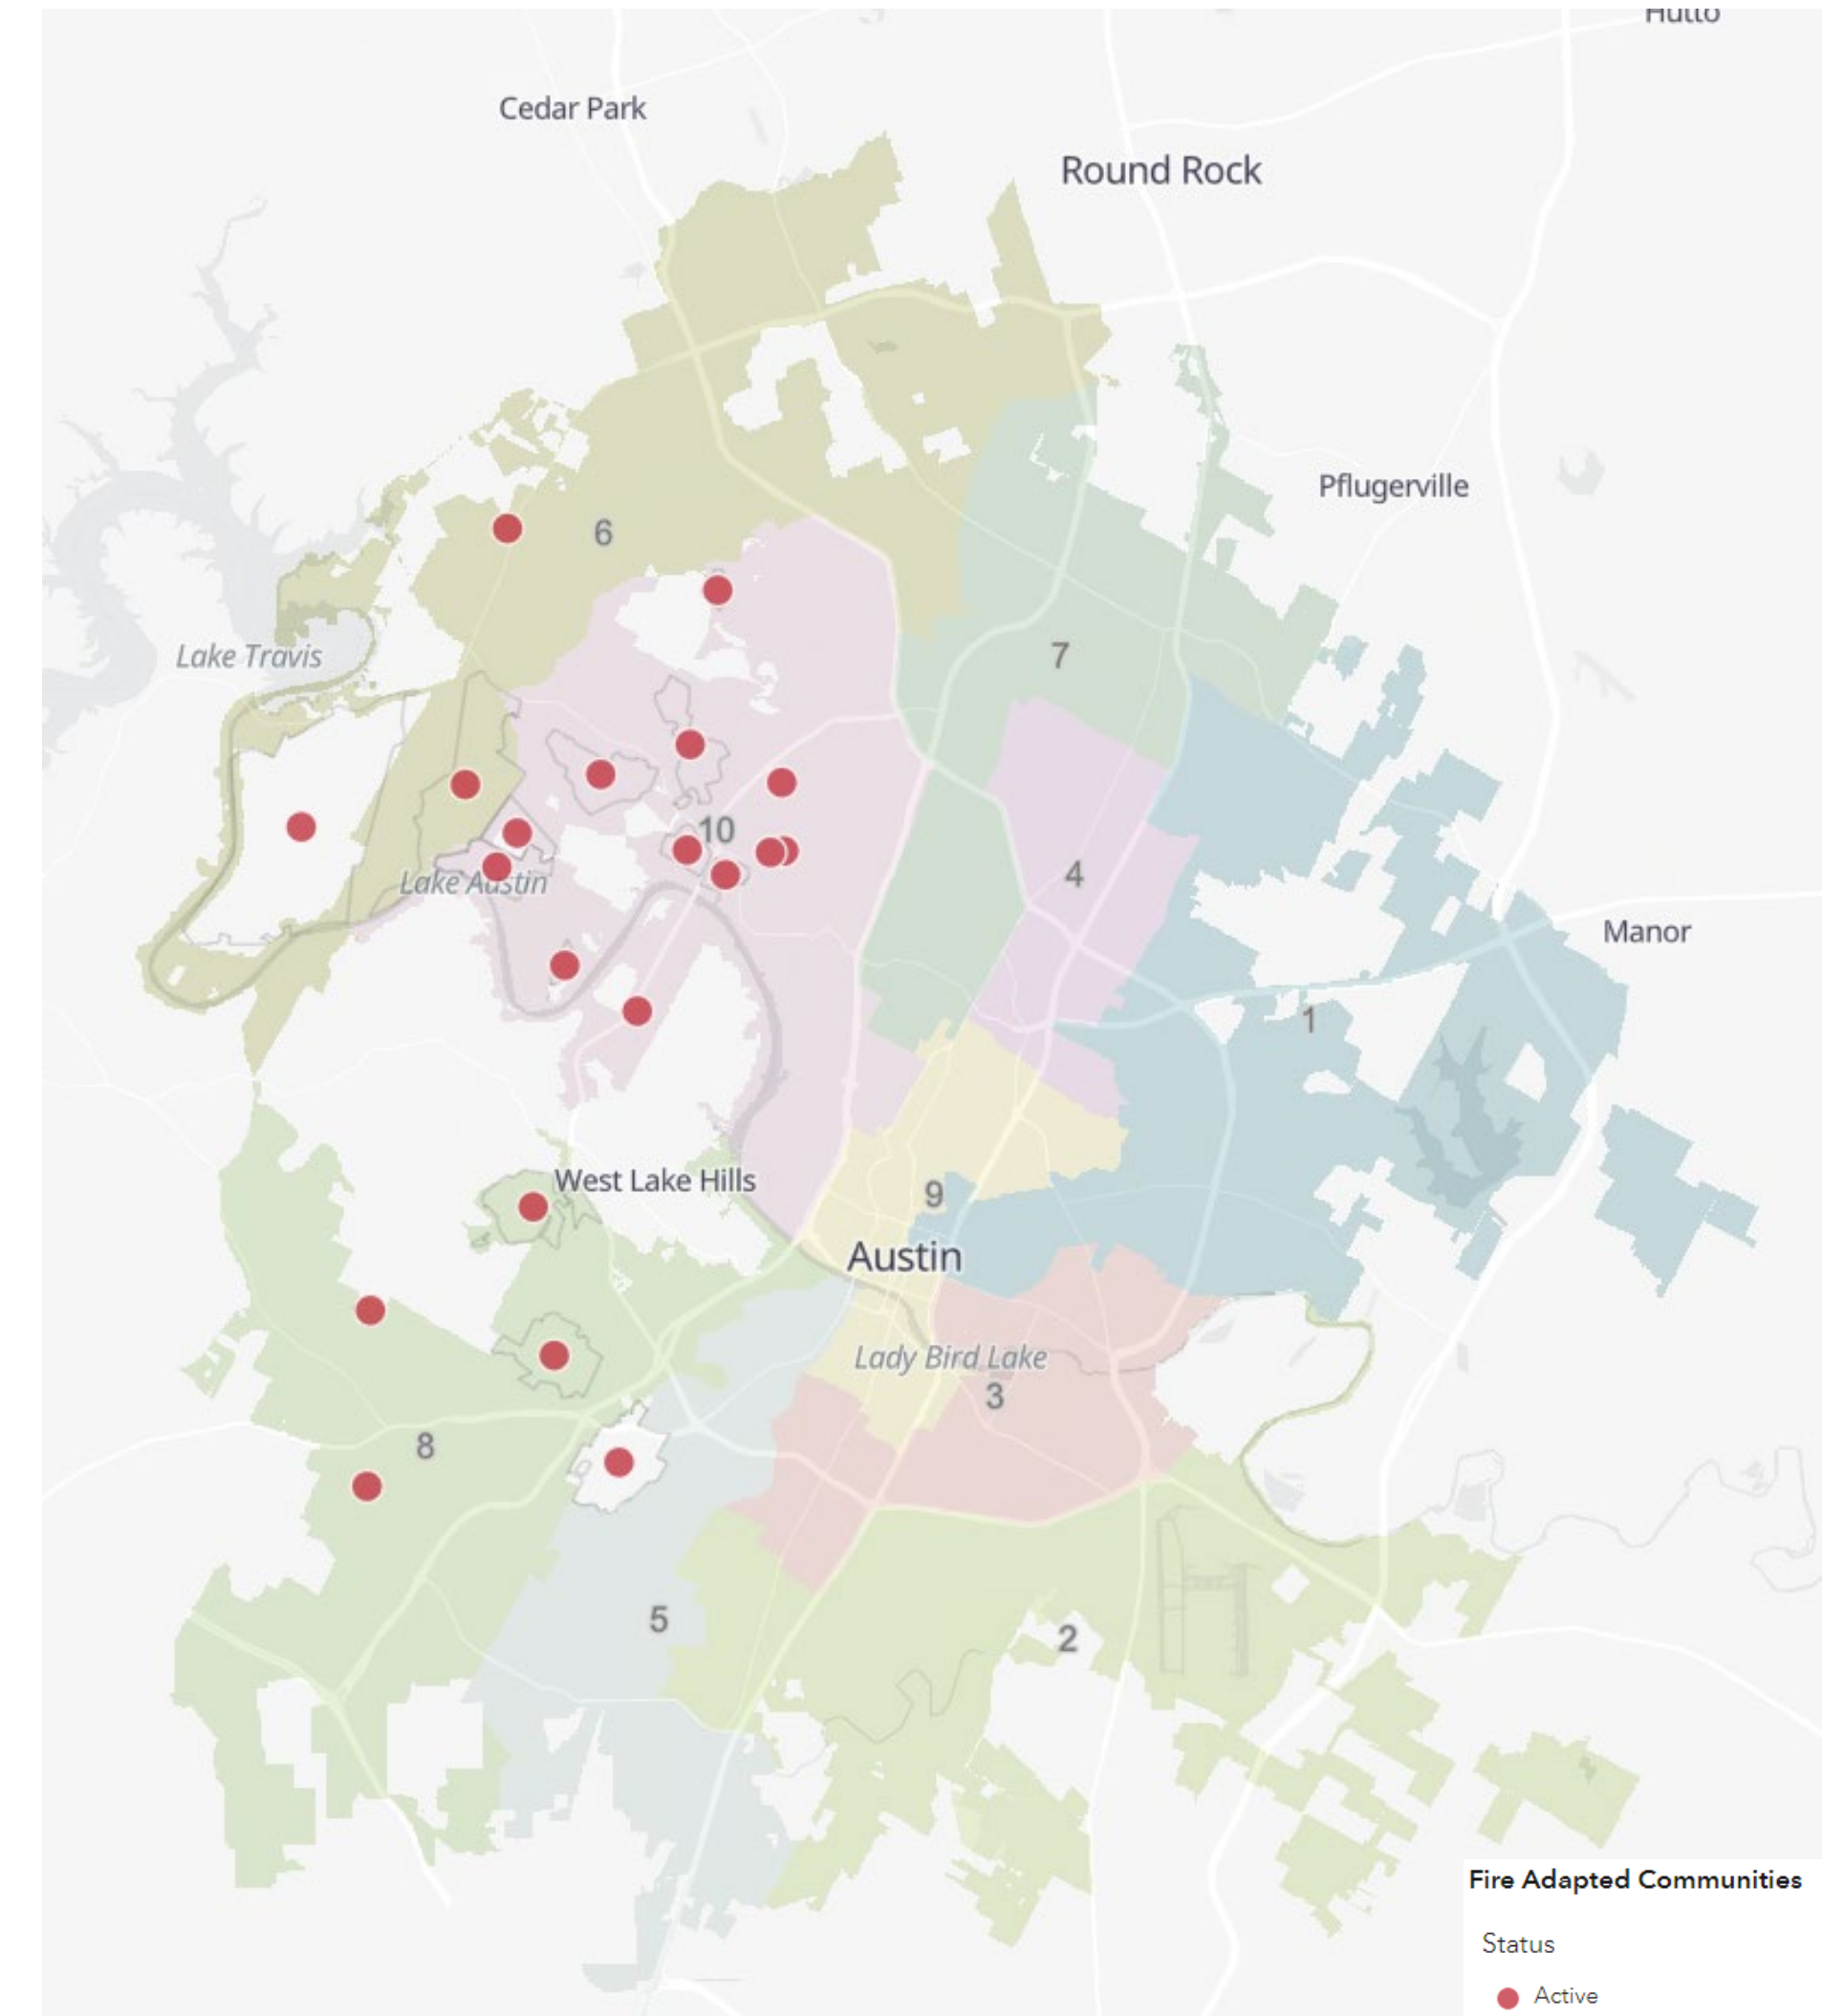 Hutto
Cedar Park
Round Rock
Pflugerville
6
Lake Travis
7
10
4
Lake Austin
Manor
1
West Lake Hills
9
Austin
Lady Bird Lake
3
8
5
2
Fire Adapted Communities
Status
Active